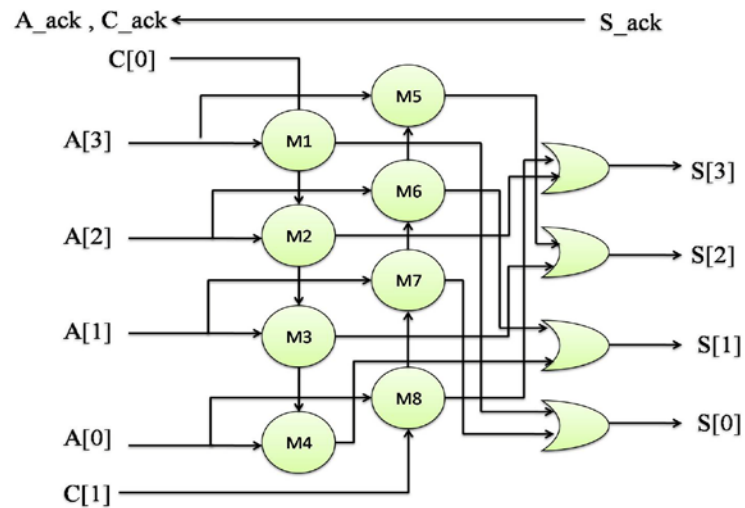 A_ack , C_ack S_ack
C[0]
M5
A[3] M1
S[3]
M6
A[2] M2
S[2]
M7
A[1] M3
S[1]
M8
A[0] M4
S[0]
C[1]